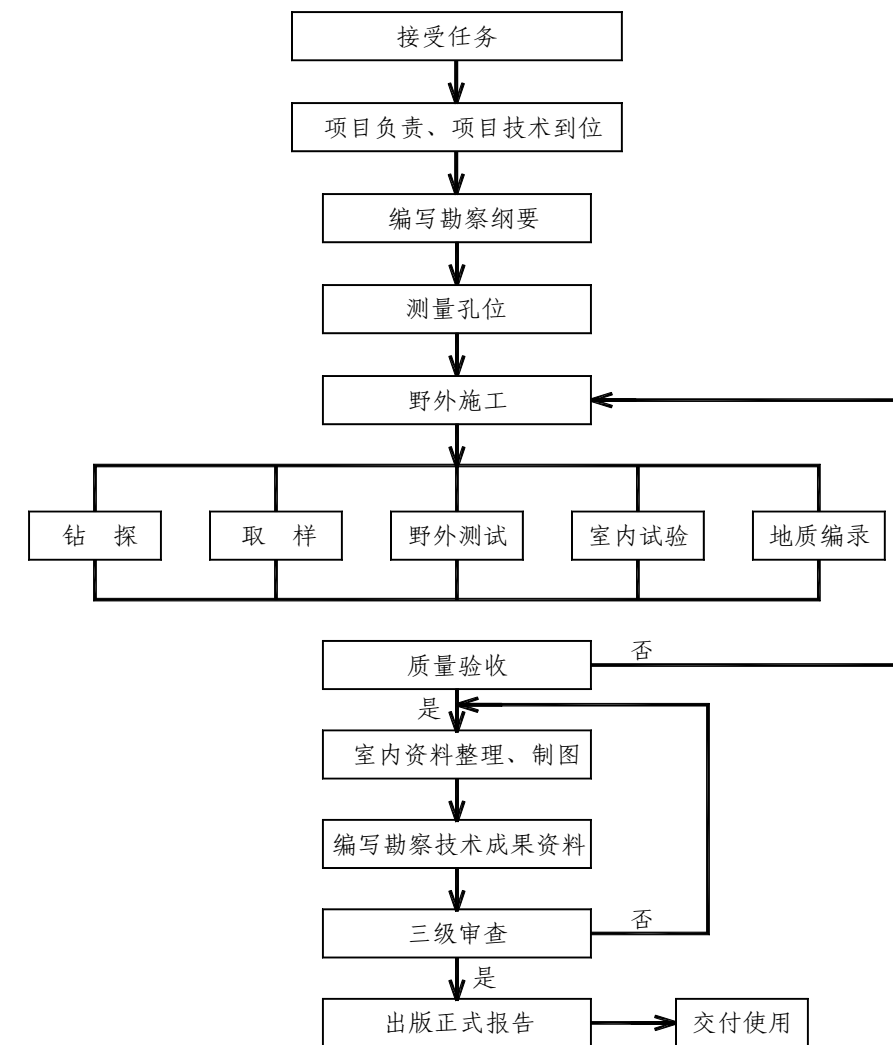 接受任务
项目负责、项目技术到位
编写勘察纲要
测量孔位
野外施工
钻 探
取 样
野外测试
室内试验
地质编录
质量验收
否
是
室内资料整理、制图
编写勘察技术成果资料
三级审查
否
是
出版正式报告
交付使用